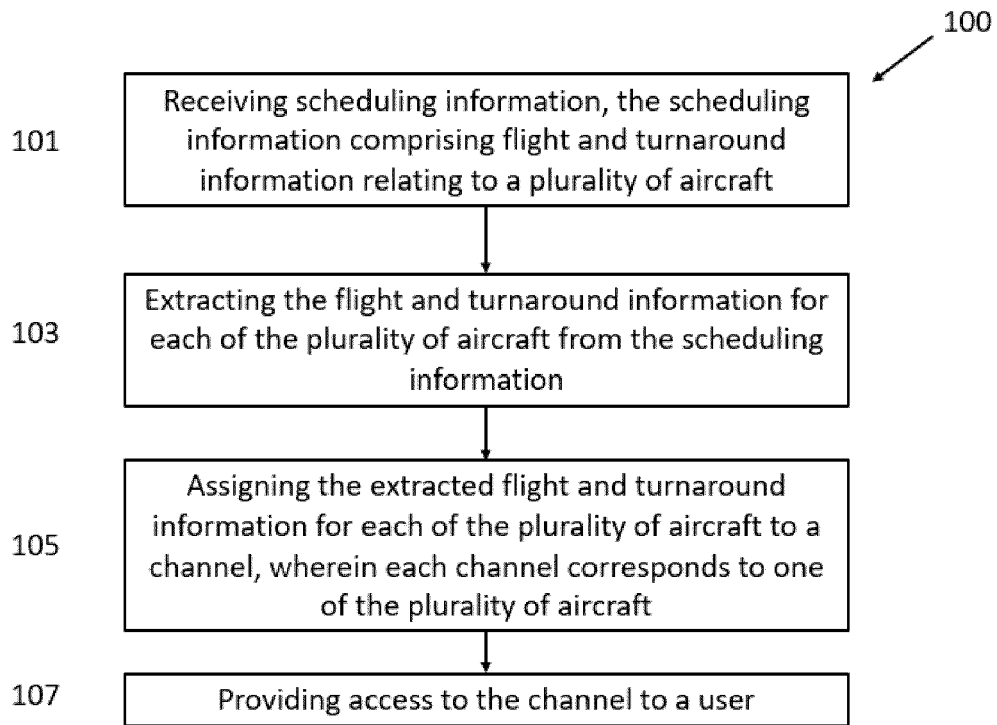 100
101
Receiving scheduling information, the scheduling
information comprising flight and turnaround
information relating to a plurality of aircraft
103
Extracting the flight and turnaround information for
each of the plurality of aircraft from the scheduling
information
105
Assigning the extracted flight and turnaround
information for each of the plurality of aircraft to a
channel, wherein each channel corresponds to one
of the plurality of aircraft
107
Providing access to the channel to a user